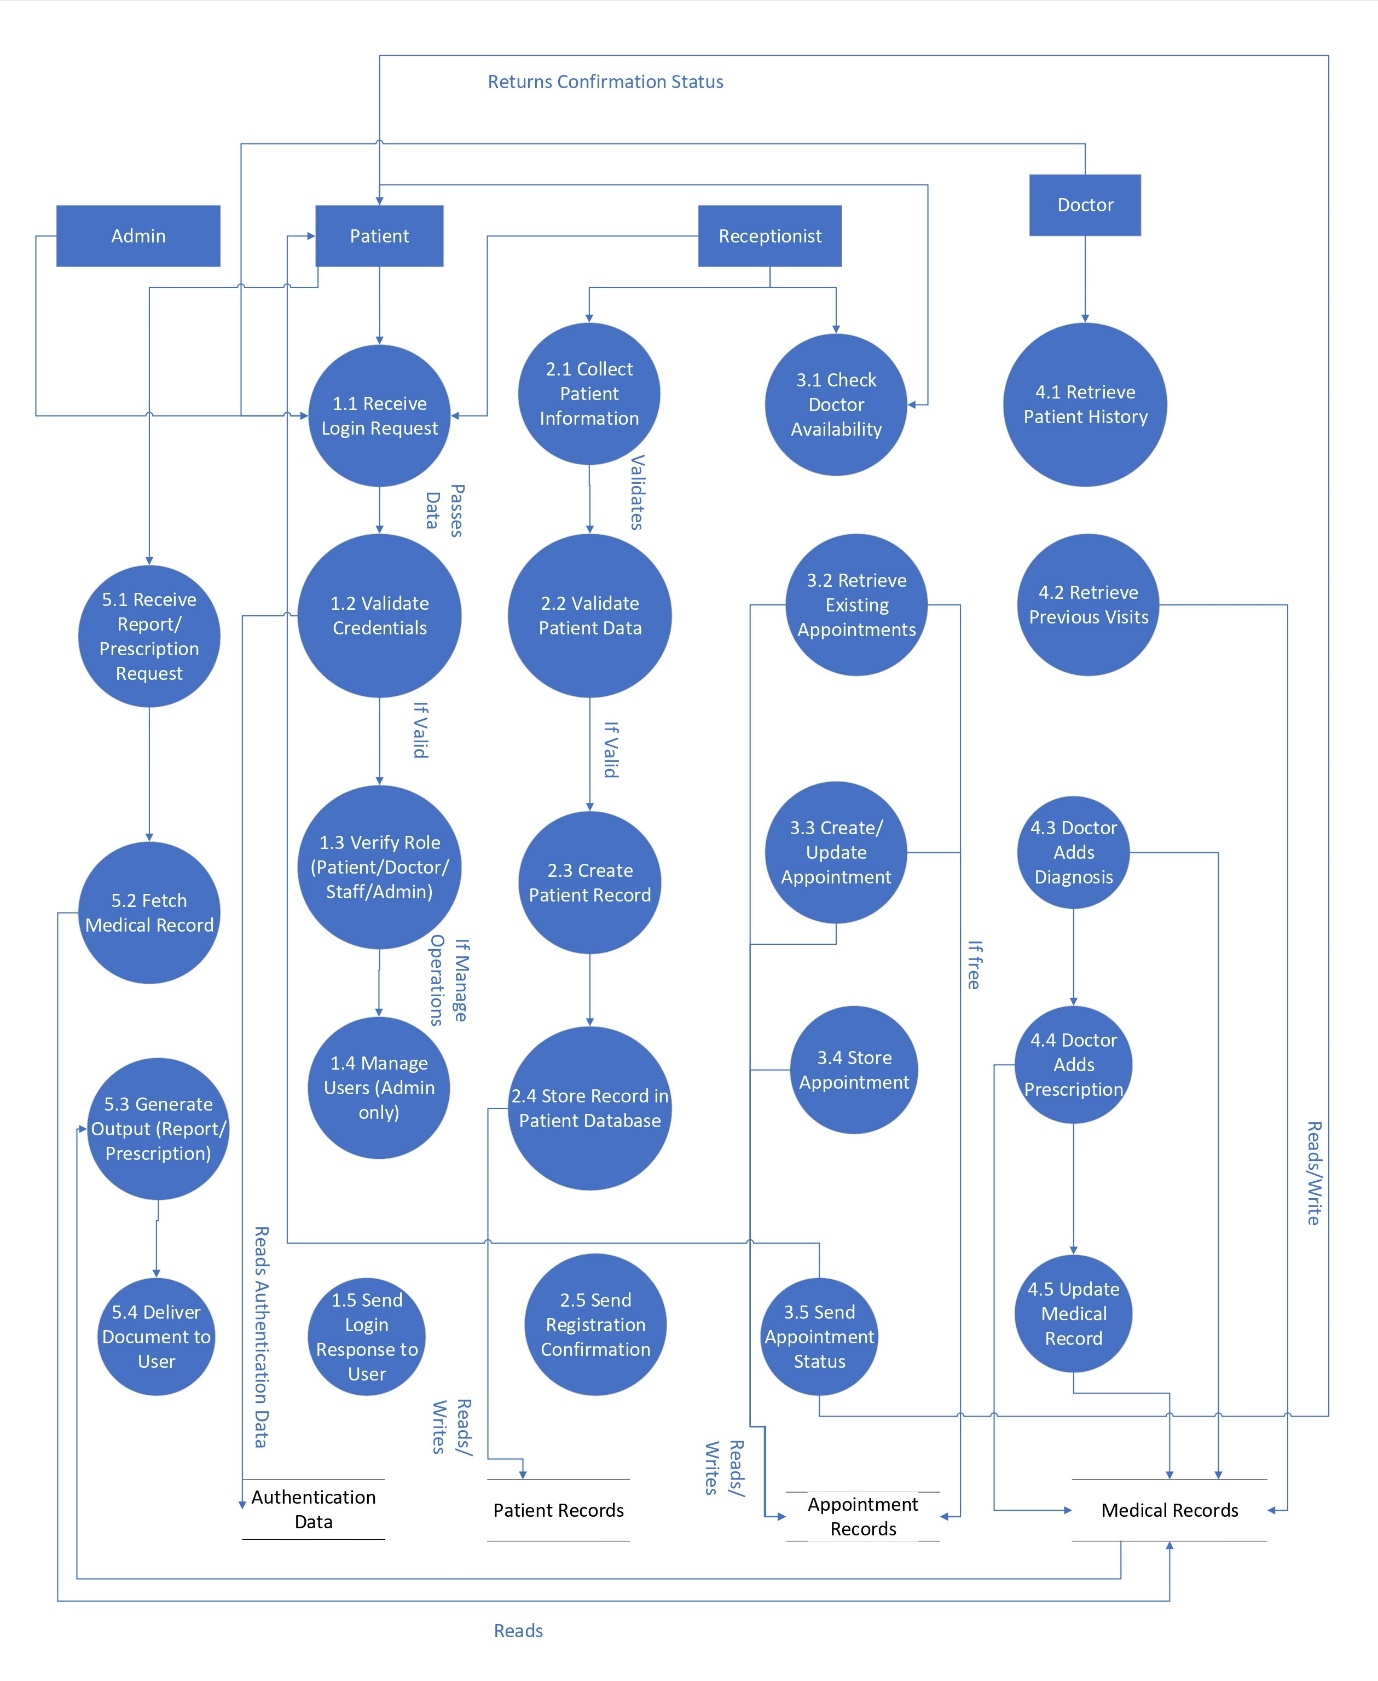 Returns Confirmation Status
Admin
Patient
Receptionist
Doctor
1.1 Receive
Login Request
2.1 Collect
Patient
Information
3.1 Check
Doctor
Availability
4.1 Retrieve
Patient History
Passes
Data
Validates
5.1 Receive
Report/
Prescription
Request
1.2 Validate
Credentials
2.2 Validate
Patient Data
3.2 Retrieve
Existing
Appointments
4.2 Retrieve
Previous Visits
If Valid
If Valid
5.2 Fetch
Medical Record
1.3 Verify Role
(Patient/Doctor/
Staff/Admin)
2.3 Create
Patient Record
3.3 Create/
Update
Appointment
4.3 Doctor
Adds
Diagnosis
If Manage
Operations
If free
5.3 Generate
Output (Report/
Prescription)
1.4 Manage
Users (Admin
only)
2.4 Store Record in
Patient Database
3.4 Store
Appointment
4.4 Doctor
Adds
Prescription
Reads/Write
Reads Authentication Data
5.4 Deliver
Document to
User
1.5 Send
Login
Response to
User
2.5 Send
Registration
Confirmation
3.5 Send
Appointment
Status
4.5 Update
Medical
Record
Reads/
Writes
Reads/
Writes
Authentication
Data
Patient Records
Appointment
Records
Medical Records
Reads